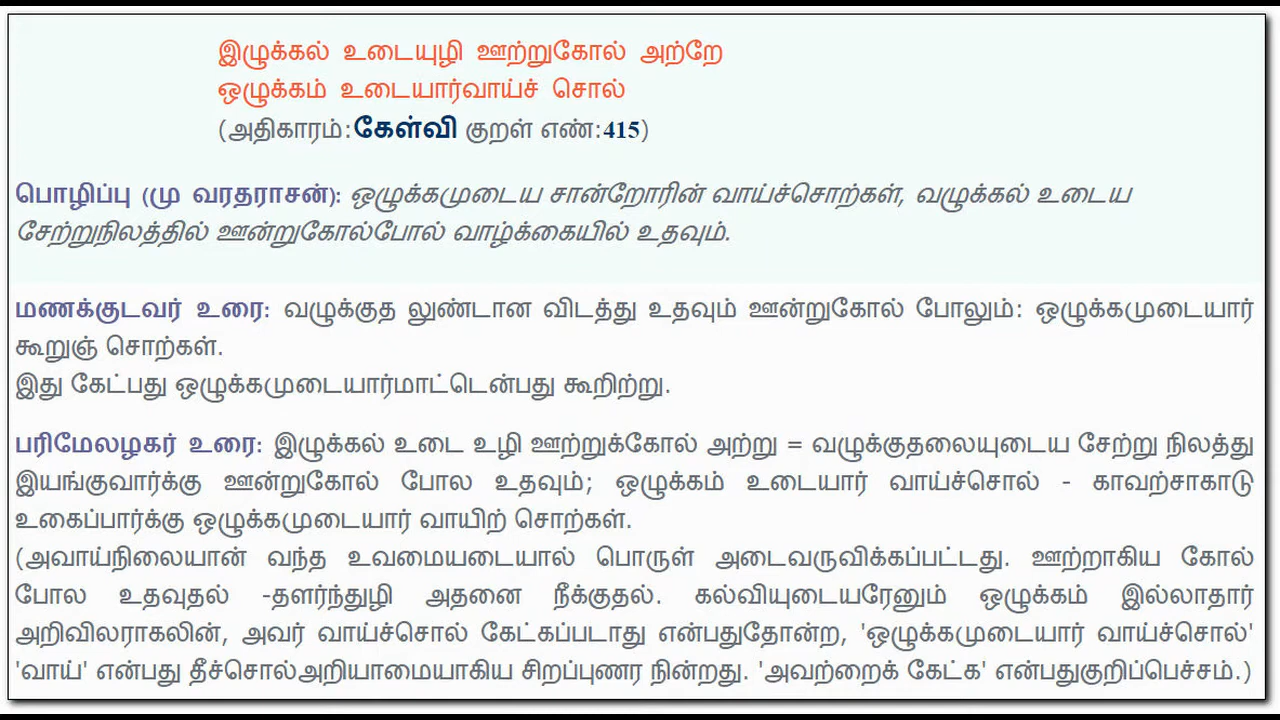 இழுக்கல் உடையுழி ஊற்றுகோல் அற்றே
ஒழுக்கம் உடையார்வாய்ச் சொல்
(அதிகாரம்:கேள்வி குறள் எண்:415)
பொழிப்பு (மு வரதராசன்): ஒழுக்கமுடைய சான்றோரின் வாய்ச்சொற்கள், வழுக்கல் உடைய
சேற்றுநிலத்தில் ஊன்றுகோல்போல் வாழ்க்கையில் உதவும்.
மணக்குடவர் உரை: வழுக்குத லுண்டான விடத்து உதவும் ஊன்றுகோல் போலும்: ஒழுக்கமுடையார்
கூறுஞ் சொற்கள்.
இது கேட்பது ஒழுக்கமுடையார்மாட்டென்பது கூறிற்று.
பரிமேலழகர் உரை: இழுக்கல் உடை உழி ஊற்றுக்கோல் அற்று = வழுக்குதலையுடைய சேற்று நிலத்து
இயங்குவார்க்கு ஊன்றுகோல் போல உதவும்; ஒழுக்கம் உடையார் வாய்ச்சொல் - காவற்சாகாடு
உகைப்பார்க்கு ஒழுக்கமுடையார் வாயிற் சொற்கள்.
(அவாய்நிலையான் வந்த உவமையடையால் பொருள் அடைவருவிக்கப்பட்டது. ஊற்றாகிய கோல்
போல உதவுதல் -தளர்ந்துழி அதனை நீக்குதல். கல்வியுடையரேனும் ஒழுக்கம் இல்லாதார்
அறிவிலராகலின், அவர் வாய்ச்சொல் கேட்கப்படாது என்பதுதோன்ற, 'ஒழுக்கமுடையார் வாய்ச்சொல்'
'வாய்' என்பது தீச்சொல்அறியாமையாகிய சிறப்புணர நின்றது. 'அவற்றைக் கேட்க' என்பதுகுறிப்பெச்சம்.)